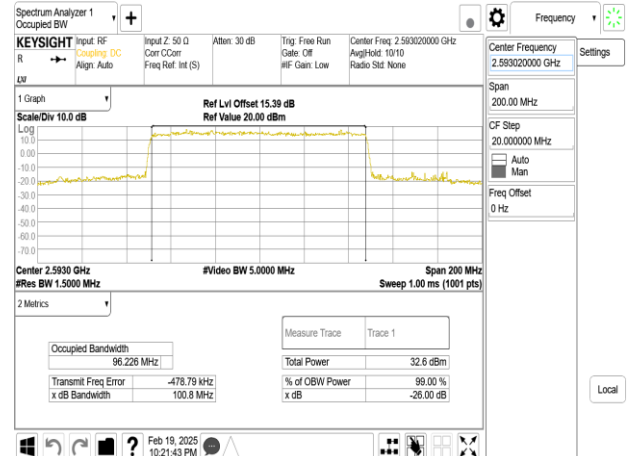 Spectrum Analyzer 1
Occupied BW
Frequency
KEYSIGHT
R
LXI
Input: RF
Coupling: DC
Align: Auto
Input Z: 50 Ω
Corr CCorr
Freq Ref: Int (S)
Atten: 30 dB
Trig: Free Run
Gate: Off
#IF Gain: Low
Center Freq: 2.593020000 GHz
Avg|Hold: 10/10
Radio Std: None
Center Frequency
2.593020000 GHz
Settings
Span
200.00 MHz
CF Step
20.000000 MHz
Auto
Man
Freq Offset
0 Hz
Local
1 Graph
Scale/Div 10.0 dB
Ref Lvl Offset 15.39 dB
Ref Value 20.00 dBm
Log
10.0
0.00
-10.0
-20.0
-30.0
-40.0
-50.0
-60.0
-70.0
Center 2.5930 GHz
#Video BW 5.0000 MHz
Span 200 MHz
#Res BW 1.5000 MHz
Sweep 1.00 ms (1001 pts)
2 Metrics
Measure Trace
Trace 1
Occupied Bandwidth
96.226 MHz
Total Power
32.6 dBm
Transmit Freq Error
-478.79 kHz
% of OBW Power
99.00 %
x dB Bandwidth
100.8 MHz
x dB
-26.00 dB
?
Feb 19, 2025
10:21:43 PM